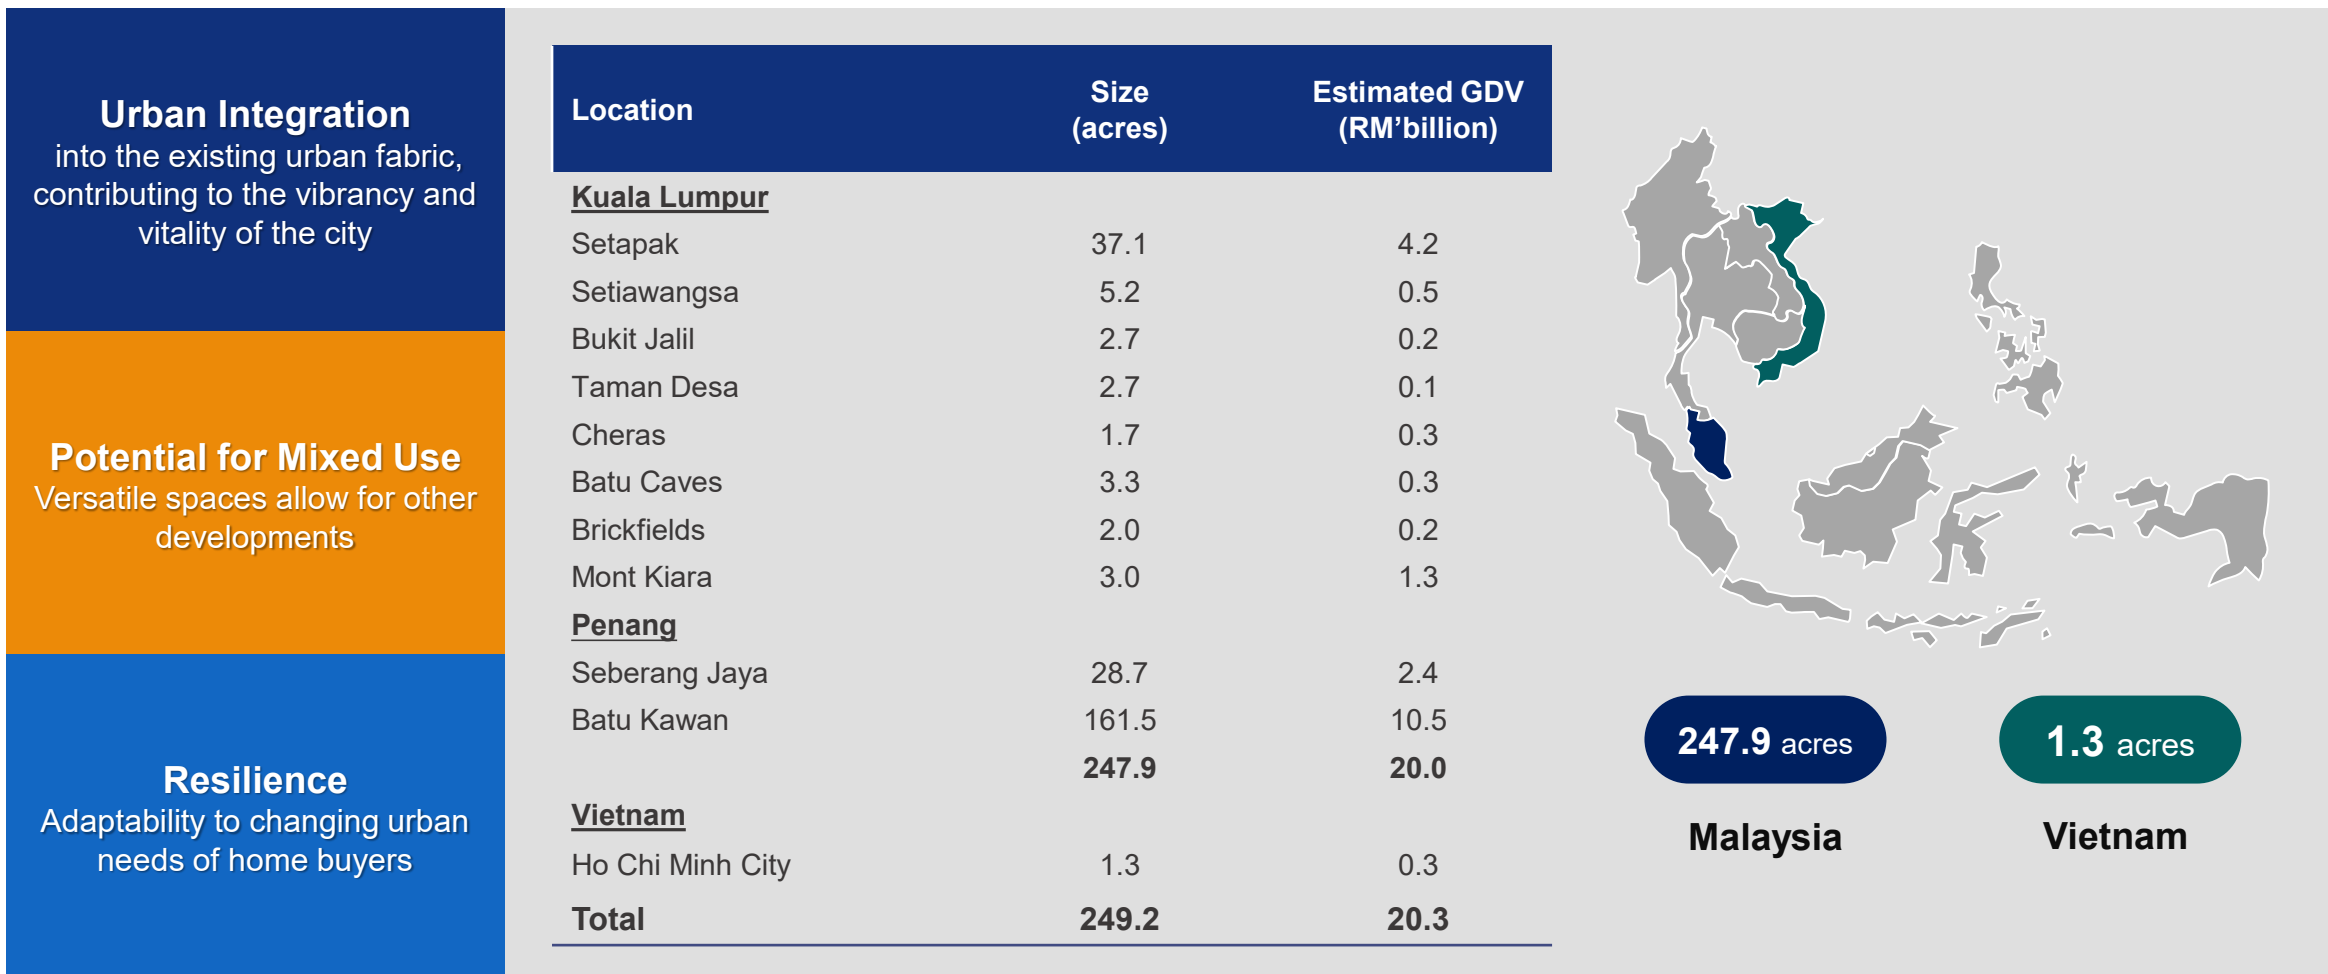 Urban Integration
into the existing urban fabric,
contributing to the vibrancy and
vitality of the city
Potential for Mixed Use
Versatile spaces allow for other
developments
Resilience
Adaptability to changing urban
needs of home buyers
Location Size (acres) Estimated GDV (RM’billion)
Kuala Lumpur
Setapak 37.1 4.2
Setiawangsa 5.2 0.5
Bukit Jalil 2.7 0.2
Taman Desa 2.7 0.1
Cheras 1.7 0.3
Batu Caves 3.3 0.3
Brickfields 2.0 0.2
Mont Kiara 3.0 1.3
Penang
Seberang Jaya 28.7 2.4
Batu Kawan 161.5 10.5
247.9 20.0
Vietnam
Ho Chi Minh City 1.3 0.3
Total 249.2 20.3
247.9 acres
Malaysia
1.3 acres
Vietnam